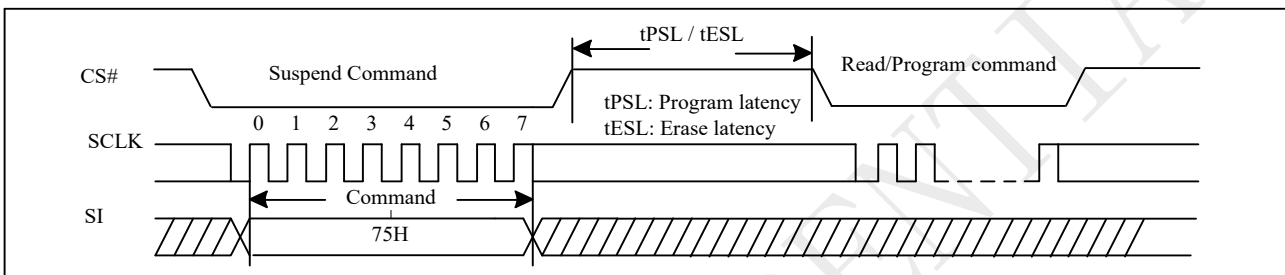 tPSL / tESL
CS#
Suspend Command
Read/Program command
tPSL: Program latency
tESL: Erase latency
0 1 2 3 4 5 6 7
SCLK
Command
SI
75H